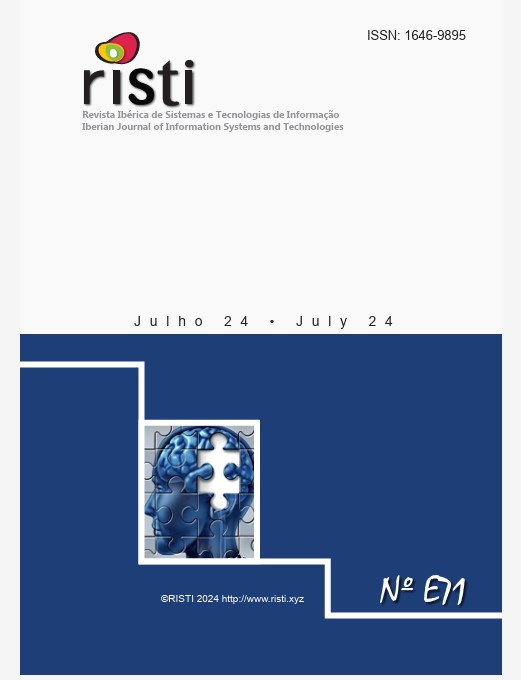 ISSN: 1646-9895
risti
Revista Ibérica de Sistemas e Tecnologias de Informação
Iberian Journal of Information Systems and Technologies
Julho 24 • July 24
©RISTI 2024 http://www.risti.xyz
Nº E71